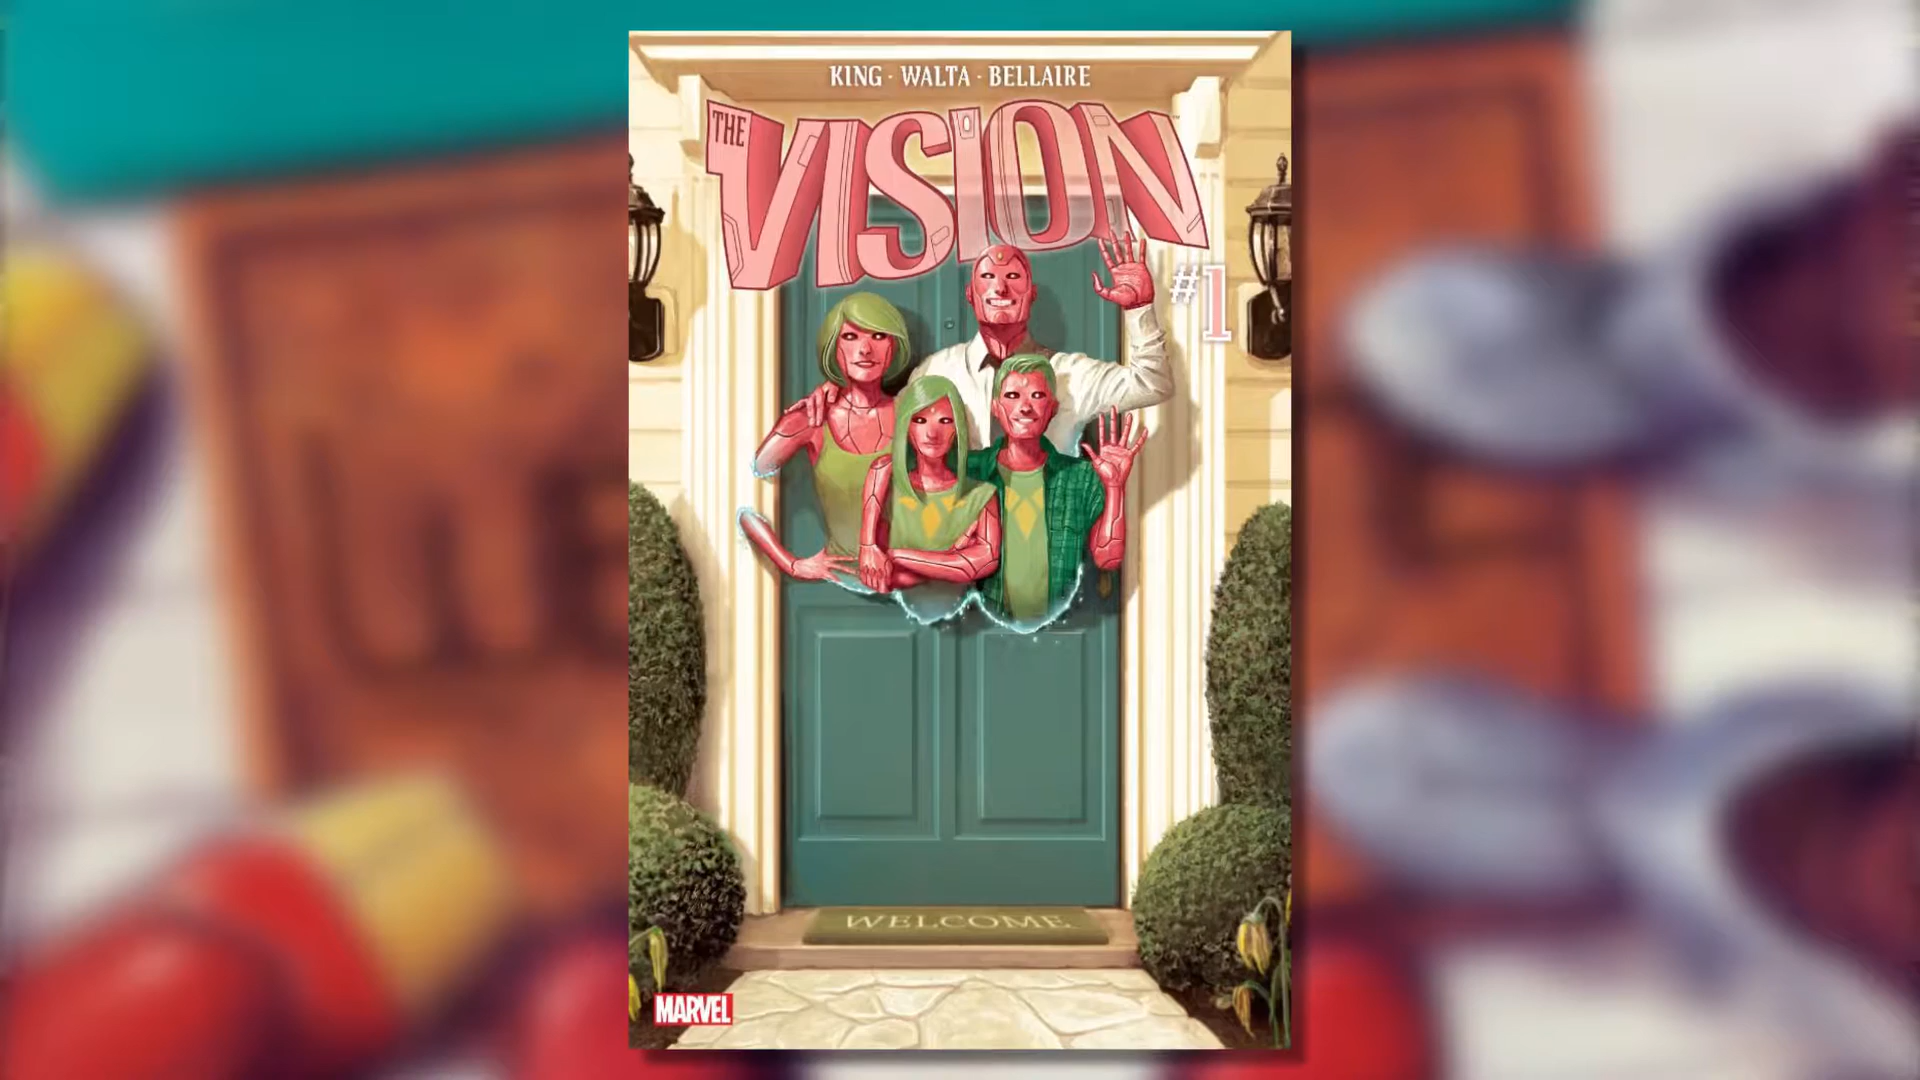 KING · WALTA · BELLAIRE
THE
VISION
#1
WELCOME
MARVEL